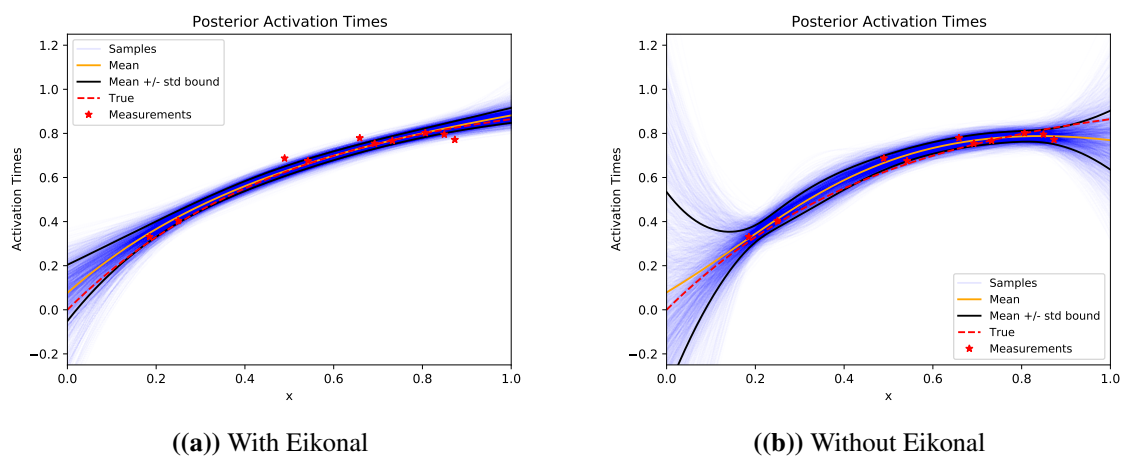 Posterior Activation Times
1.2
1.0
0.8
0.6
0.4
0.2
0.0
−0.2
Activation Times
Samples
Mean
Mean +/- std bound
True
Measurements
0.0 0.2 0.4 0.6 0.8 1.0
x
((a)) With Eikonal
Posterior Activation Times
1.2
1.0
0.8
0.6
0.4
0.2
0.0
−0.2
Activation Times
Samples
Mean
Mean +/- std bound
True
Measurements
0.0 0.2 0.4 0.6 0.8 1.0
x
((b)) Without Eikonal